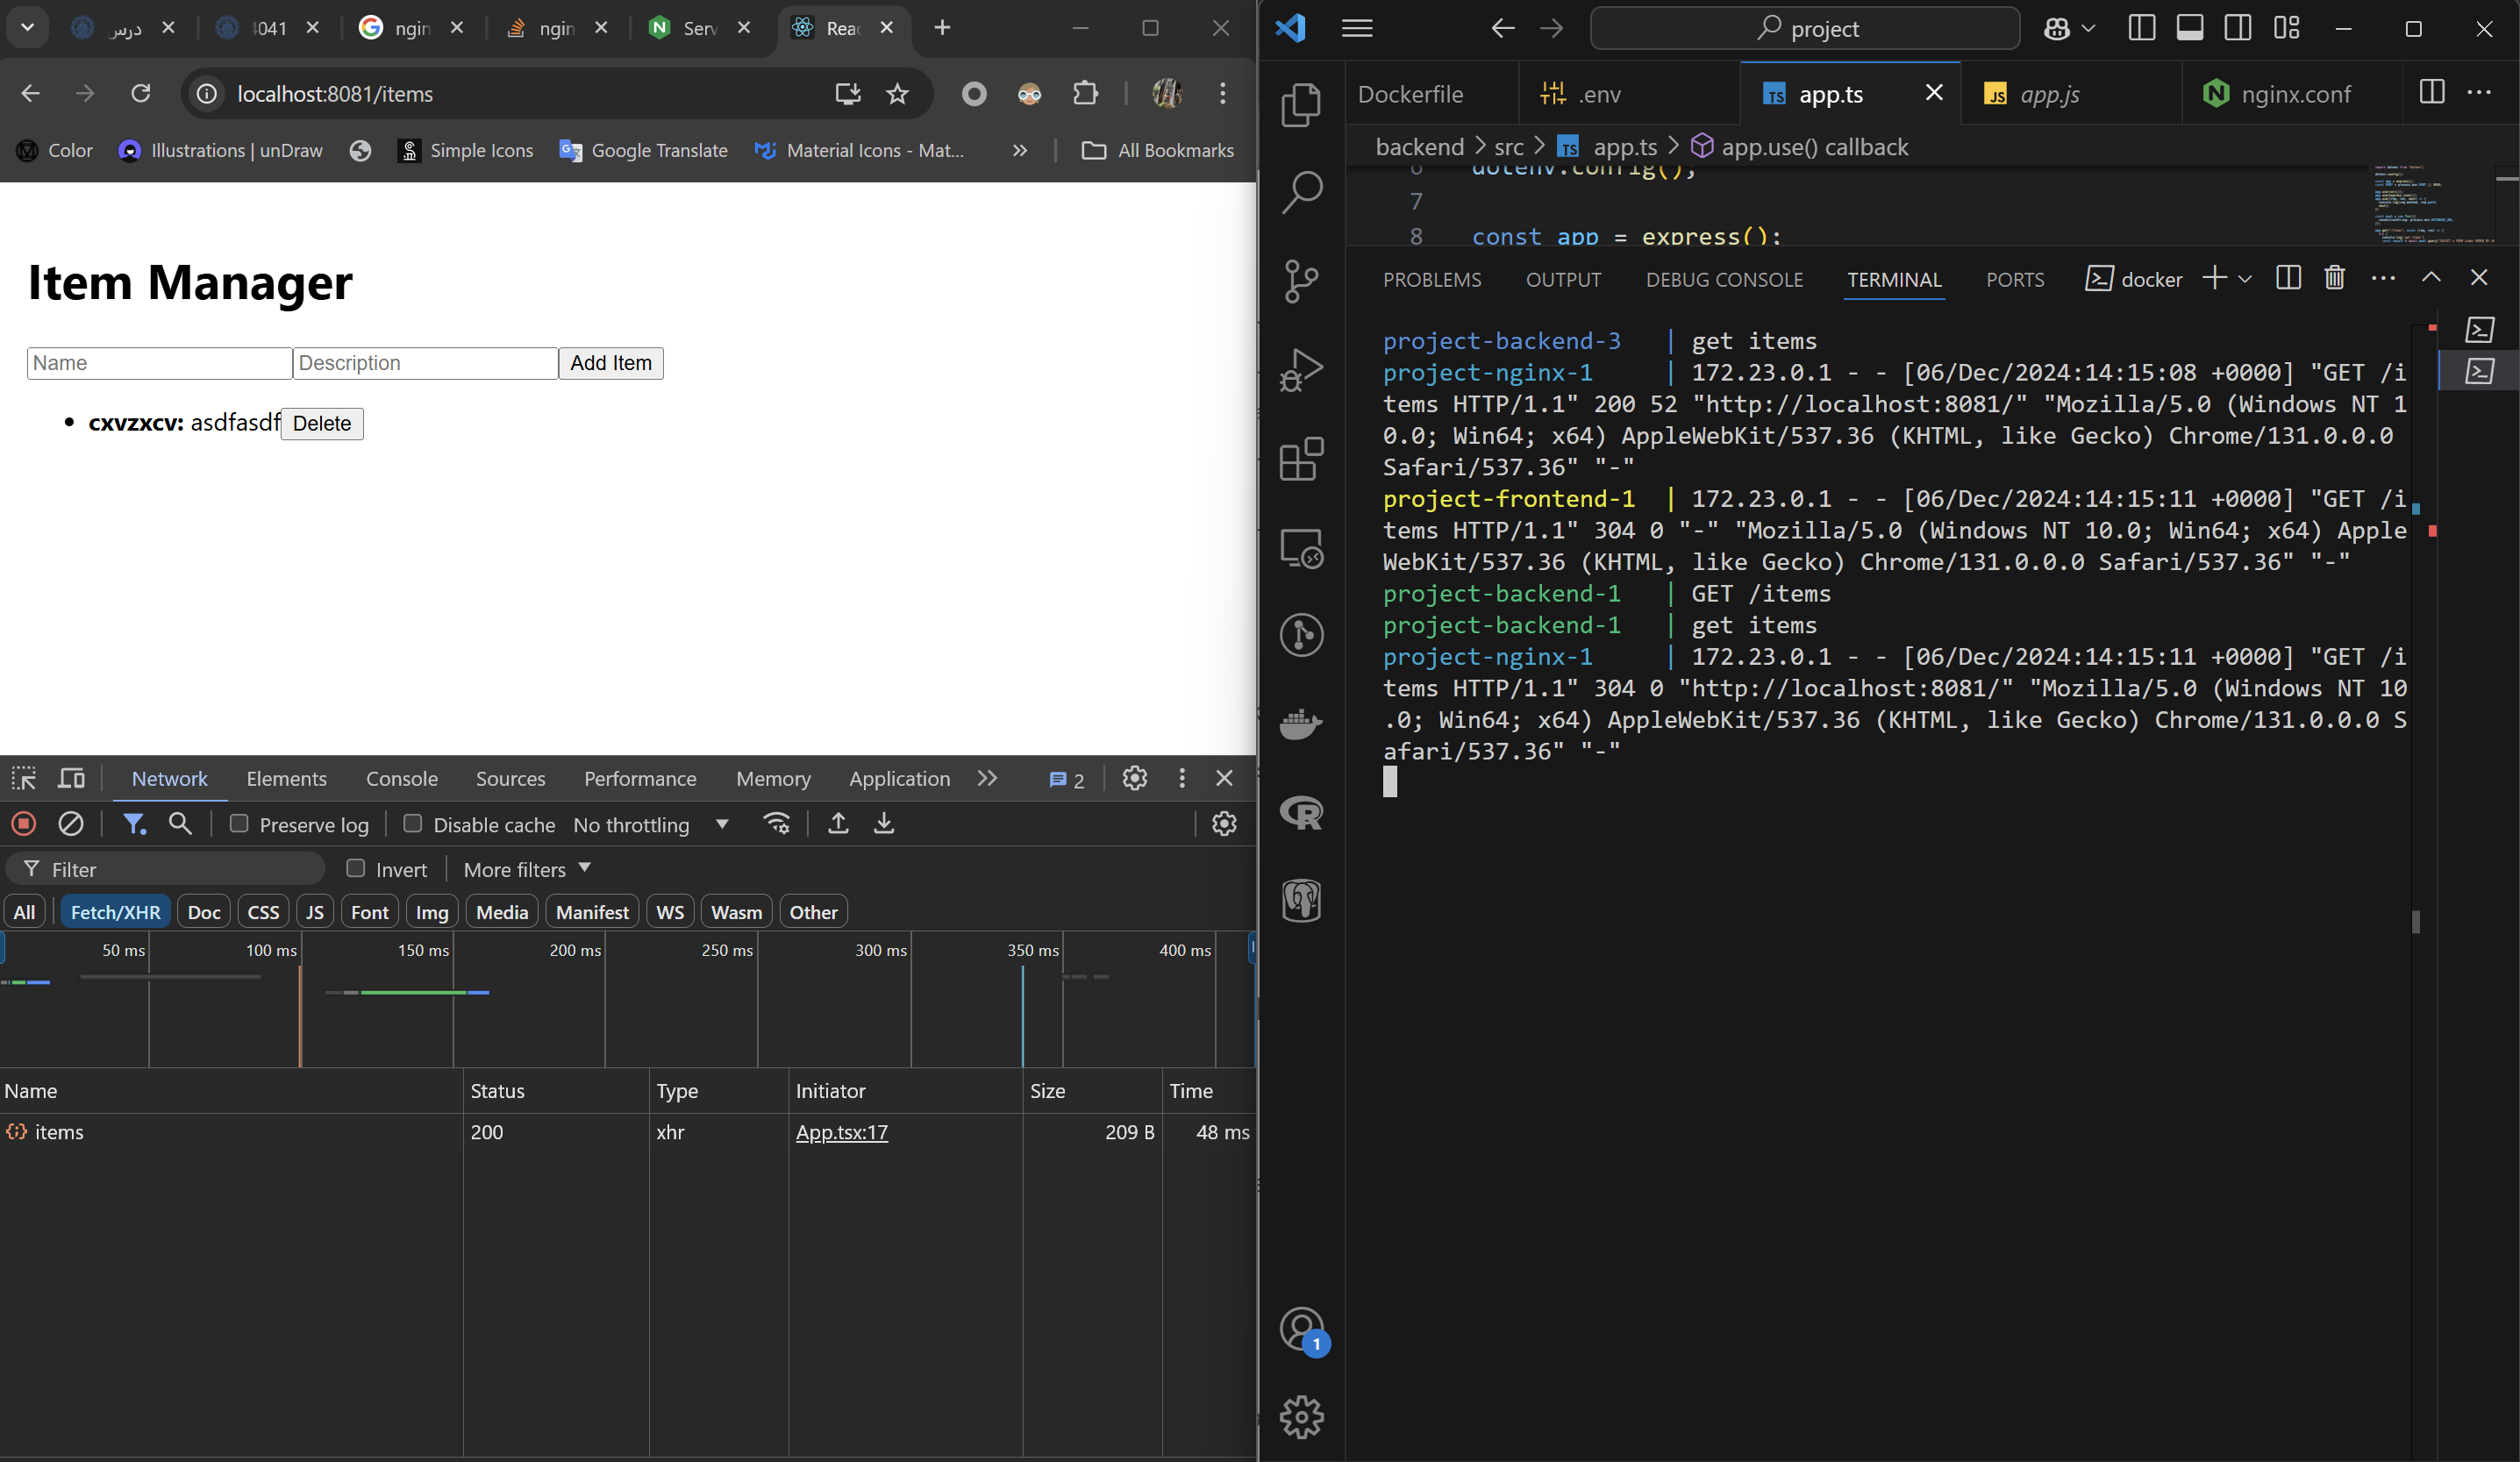 درس
041
ngin
ngin
Serv
Reac
localhost:8081/items
Color
Illustrations | unDraw
Simple Icons
Google Translate
Material Icons - Mat...
All Bookmarks
Item Manager
Name
Description
Add Item
cxvzxcv: asdfasdf
Delete
Network
Elements
Console
Sources
Performance
Memory
Application
2
Preserve log
Disable cache
No throttling
Filter
Invert
More filters
All
Fetch/XHR
Doc
CSS
JS
Font
Img
Media
Manifest
WS
Wasm
Other
50 ms
100 ms
150 ms
200 ms
250 ms
300 ms
350 ms
400 ms
Name
Status
Type
Initiator
Size
Time
items
200
xhr
App.tsx:17
209 B
48 ms
project
Dockerfile
.env
TS app.ts
JS app.js
nginx.conf
backend > src > TS app.ts > app.use() callback
6 dotenv.config();
7
8 const app = express();
PROBLEMS
OUTPUT
DEBUG CONSOLE
TERMINAL
PORTS
docker
project-backend-3 | get items
project-nginx-1 | 172.23.0.1 - - [06/Dec/2024:14:15:08 +0000] "GET /i
tems HTTP/1.1" 200 52 "http://localhost:8081/" "Mozilla/5.0 (Windows NT 1
0.0; Win64; x64) AppleWebKit/537.36 (KHTML, like Gecko) Chrome/131.0.0.0
Safari/537.36" "-"
project-frontend-1 | 172.23.0.1 - - [06/Dec/2024:14:15:11 +0000] "GET /i
tems HTTP/1.1" 304 0 "-" "Mozilla/5.0 (Windows NT 10.0; Win64; x64) Apple
WebKit/537.36 (KHTML, like Gecko) Chrome/131.0.0.0 Safari/537.36" "-"
project-backend-1 | GET /items
project-backend-1 | get items
project-nginx-1 | 172.23.0.1 - - [06/Dec/2024:14:15:11 +0000] "GET /i
tems HTTP/1.1" 304 0 "http://localhost:8081/" "Mozilla/5.0 (Windows NT 10
.0; Win64; x64) AppleWebKit/537.36 (KHTML, like Gecko) Chrome/131.0.0.0 S
afari/537.36" "-"
1